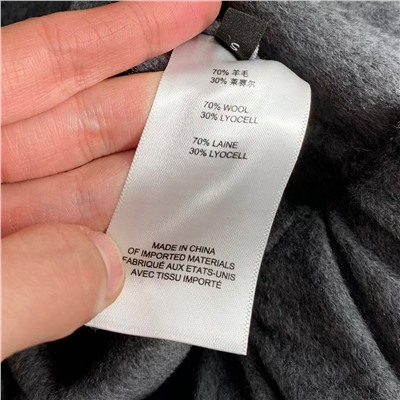 S
70% 羊毛
30% 莱赛尔
70% WOOL
30% LYOCELL
70% LAINE
30% LYOCELL
MADE IN CHINA
OF IMPORTED MATERIALS
FABRIQUÉ AUX ETATS-UNIS
AVEC TISSU IMPORTÉ